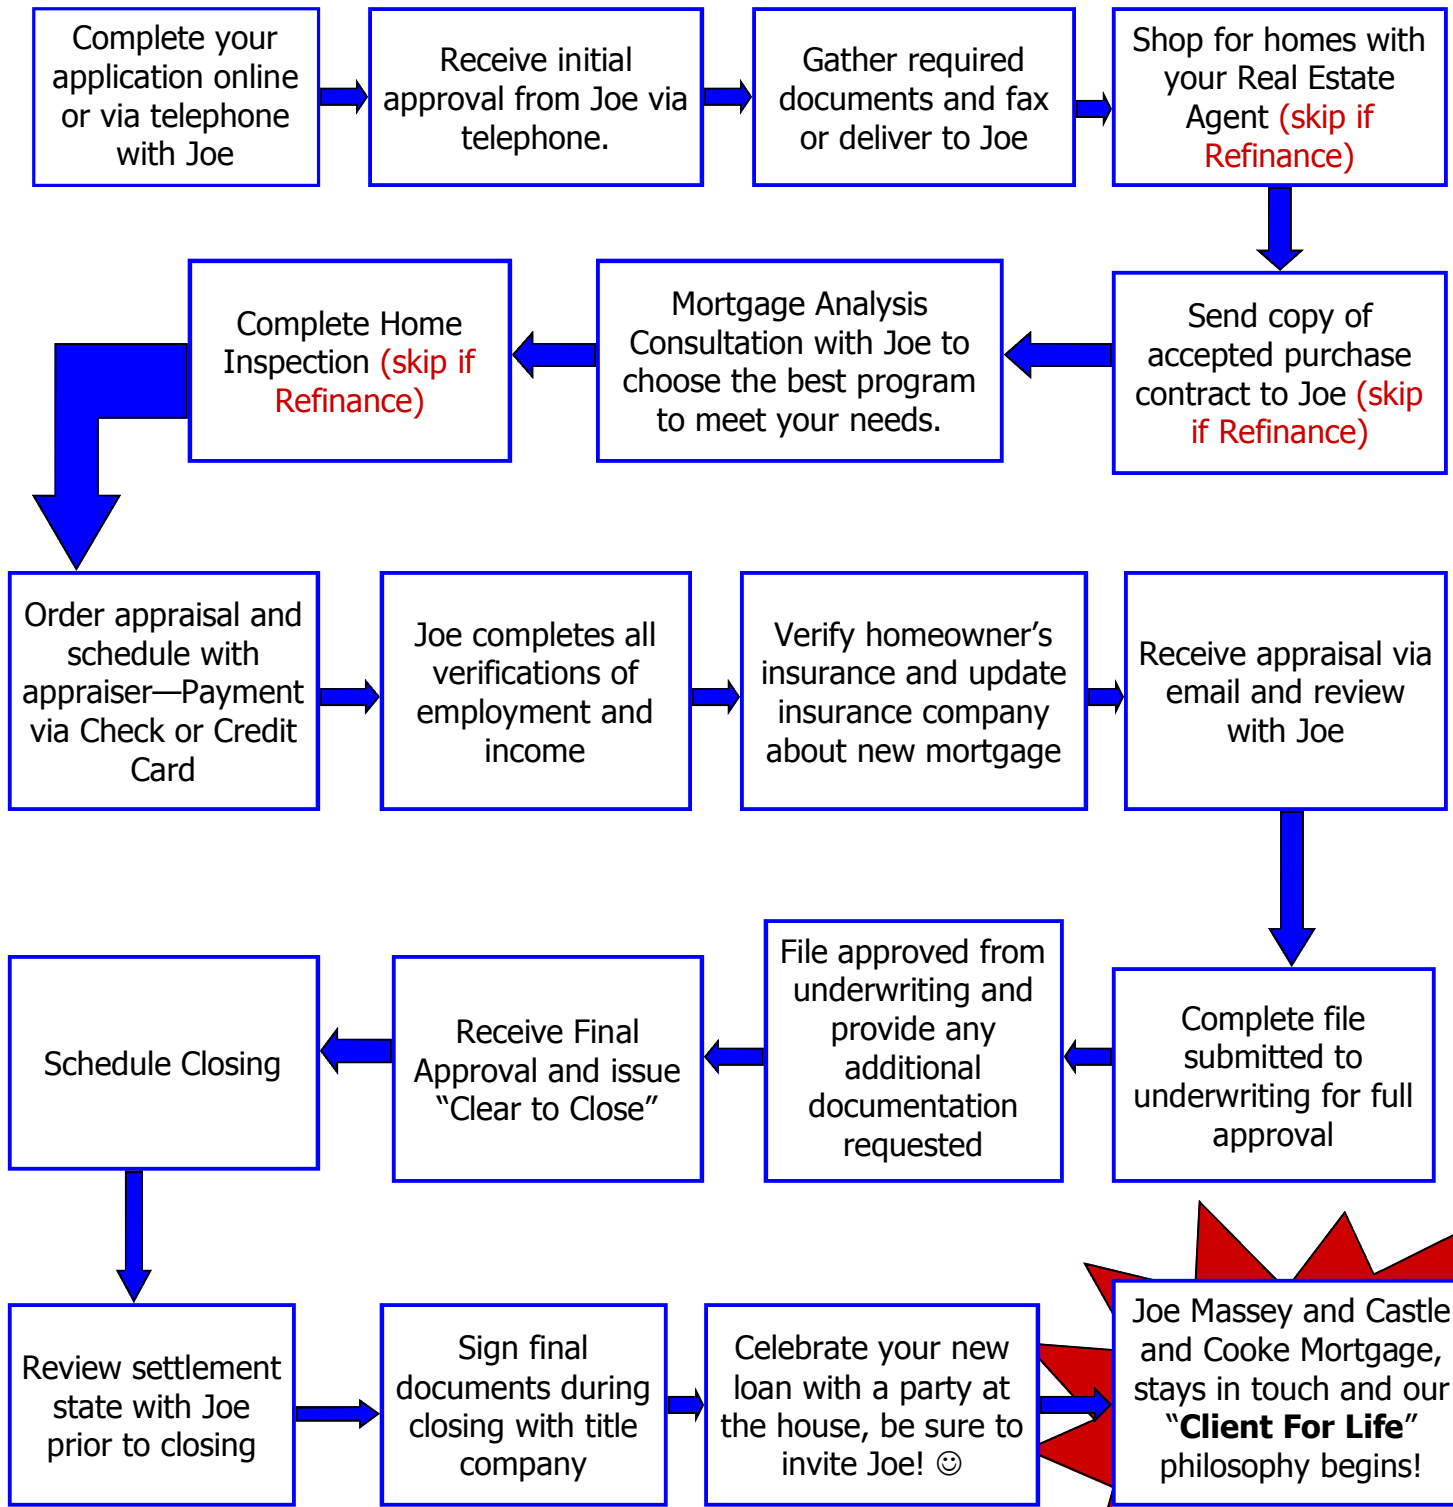 Complete your
application online
or via telephone
with Joe
Receive initial
approval from Joe via
telephone.
Gather required
documents and fax
or deliver to Joe
Shop for homes with
your Real Estate
Agent (skip if
Refinance)
Send copy of
accepted purchase
contract to Joe (skip
if Refinance)
Mortgage Analysis
Consultation with Joe to
choose the best program
to meet your needs.
Complete Home
Inspection (skip if
Refinance)
Order appraisal and
schedule with
appraiser—Payment
via Check or Credit
Card
Joe completes all
verifications of
employment and
income
Verify homeowner’s
insurance and update
insurance company
about new mortgage
Receive appraisal via
email and review
with Joe
Complete file
submitted to
underwriting for full
approval
File approved from
underwriting and
provide any
additional
documentation
requested
Receive Final
Approval and issue
“Clear to Close”
Schedule Closing
Review settlement
state with Joe
prior to closing
Sign final
documents during
closing with title
company
Celebrate your new
loan with a party at
the house, be sure to
invite Joe! ☺
Joe Massey and Castle
and Cooke Mortgage,
stays in touch and our
“Client For Life”
philosophy begins!